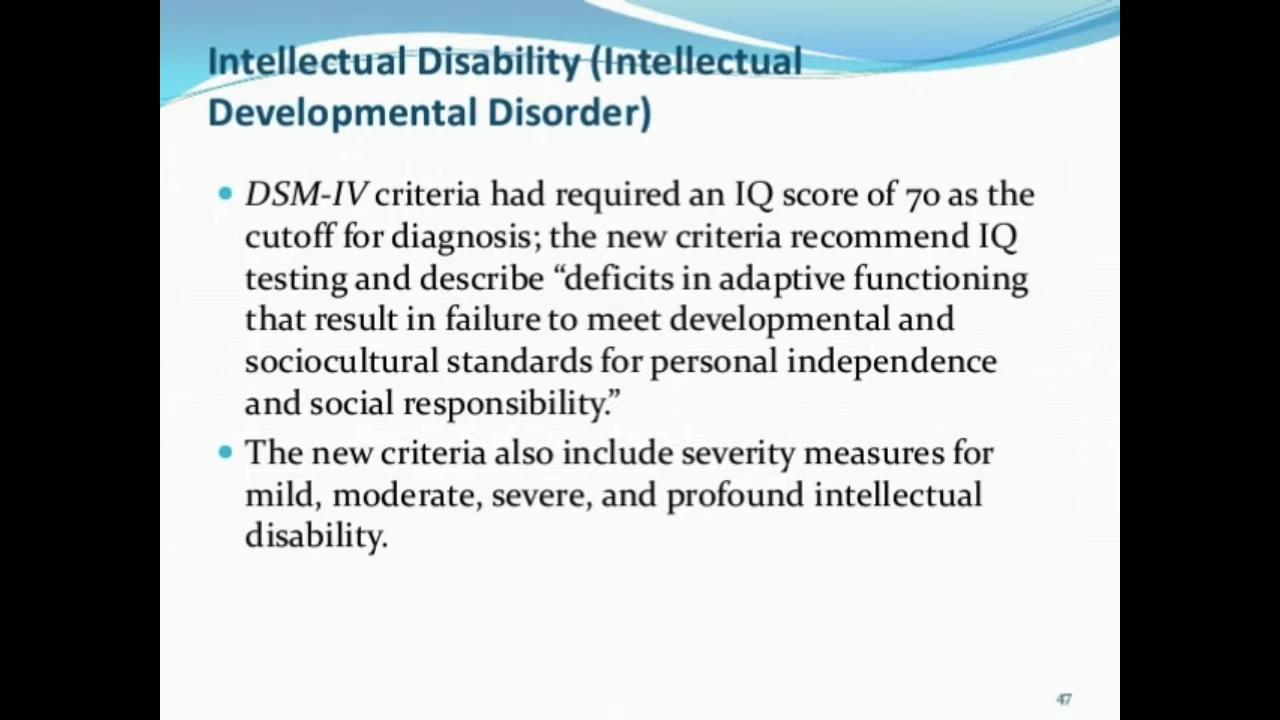 Intellectual Disability (Intellectual
Developmental Disorder)
• DSM-IV criteria had required an IQ score of 70 as the
cutoff for diagnosis; the new criteria recommend IQ
testing and describe “deficits in adaptive functioning
that result in failure to meet developmental and
sociocultural standards for personal independence
and social responsibility.”
• The new criteria also include severity measures for
mild, moderate, severe, and profound intellectual
disability.
47